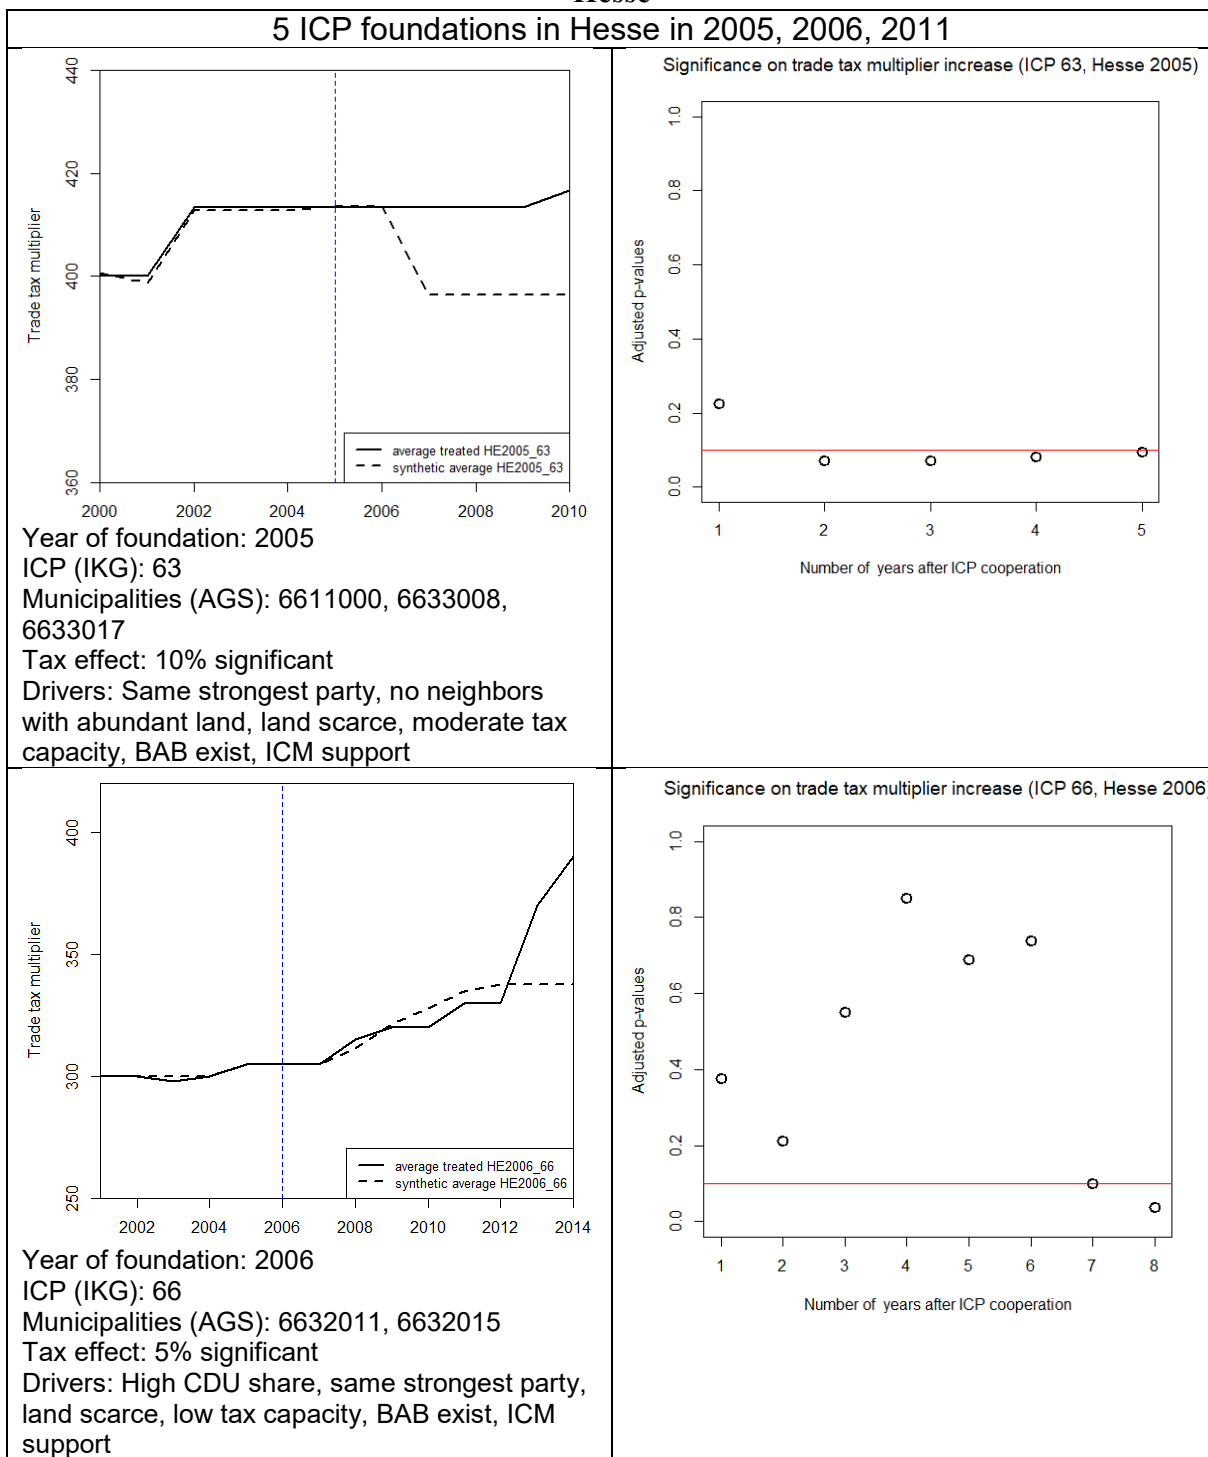 Hesse
5 ICP foundations in Hesse in 2005, 2006, 2011
Trade tax multiplier
440
420
400
380
360
2000 2002 2004 2006 2008 2010
average treated HE2005_63
synthetic average HE2005_63
Significance on trade tax multiplier increase (ICP 63, Hesse 2005)
Adjusted p-values
1.0
0.8
0.6
0.4
0.2
0.0
1 2 3 4 5
Number of years after ICP cooperation
Year of foundation: 2005
ICP (IKG): 63
Municipalities (AGS): 6611000, 6633008,
6633017
Tax effect: 10% significant
Drivers: Same strongest party, no neighbors
with abundant land, land scarce, moderate tax
capacity, BAB exist, ICM support
Trade tax multiplier
400
350
300
250
2002 2004 2006 2008 2010 2012 2014
average treated HE2006_66
synthetic average HE2006_66
Significance on trade tax multiplier increase (ICP 66, Hesse 2006)
Adjusted p-values
1.0
0.8
0.6
0.4
0.2
0.0
1 2 3 4 5 6 7 8
Number of years after ICP cooperation
Year of foundation: 2006
ICP (IKG): 66
Municipalities (AGS): 6632011, 6632015
Tax effect: 5% significant
Drivers: High CDU share, same strongest party,
land scarce, low tax capacity, BAB exist, ICM
support